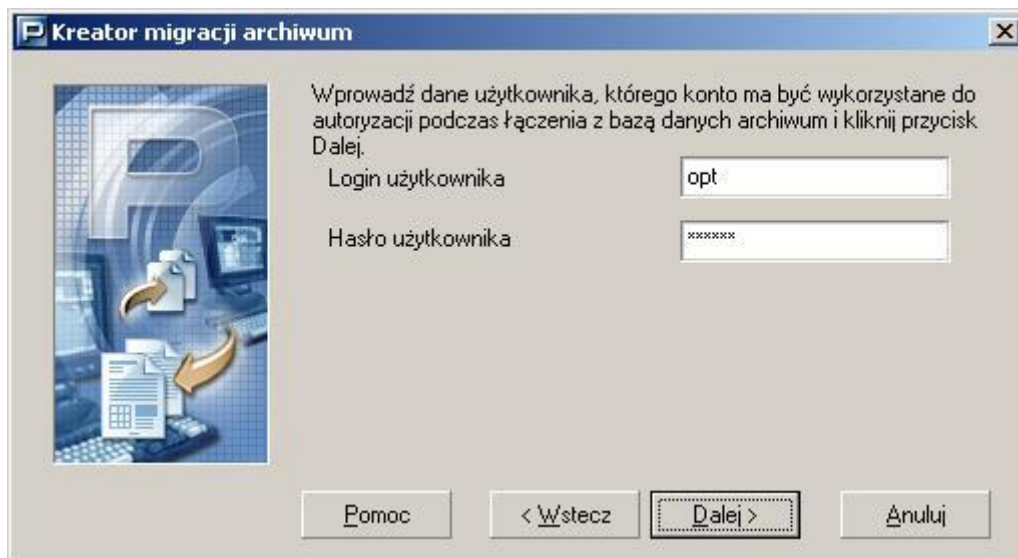 Kreator migracji archiwum
Wprowadź dane użytkownika, którego konto ma być wykorzystane do
autoryzacji podczas łączenia z bazą danych archiwum i kliknij przycisk
Dalej.
Login użytkownika opt
Hasło użytkownika ××××××
Pomoc < Wstecz Dalej > Anuluj